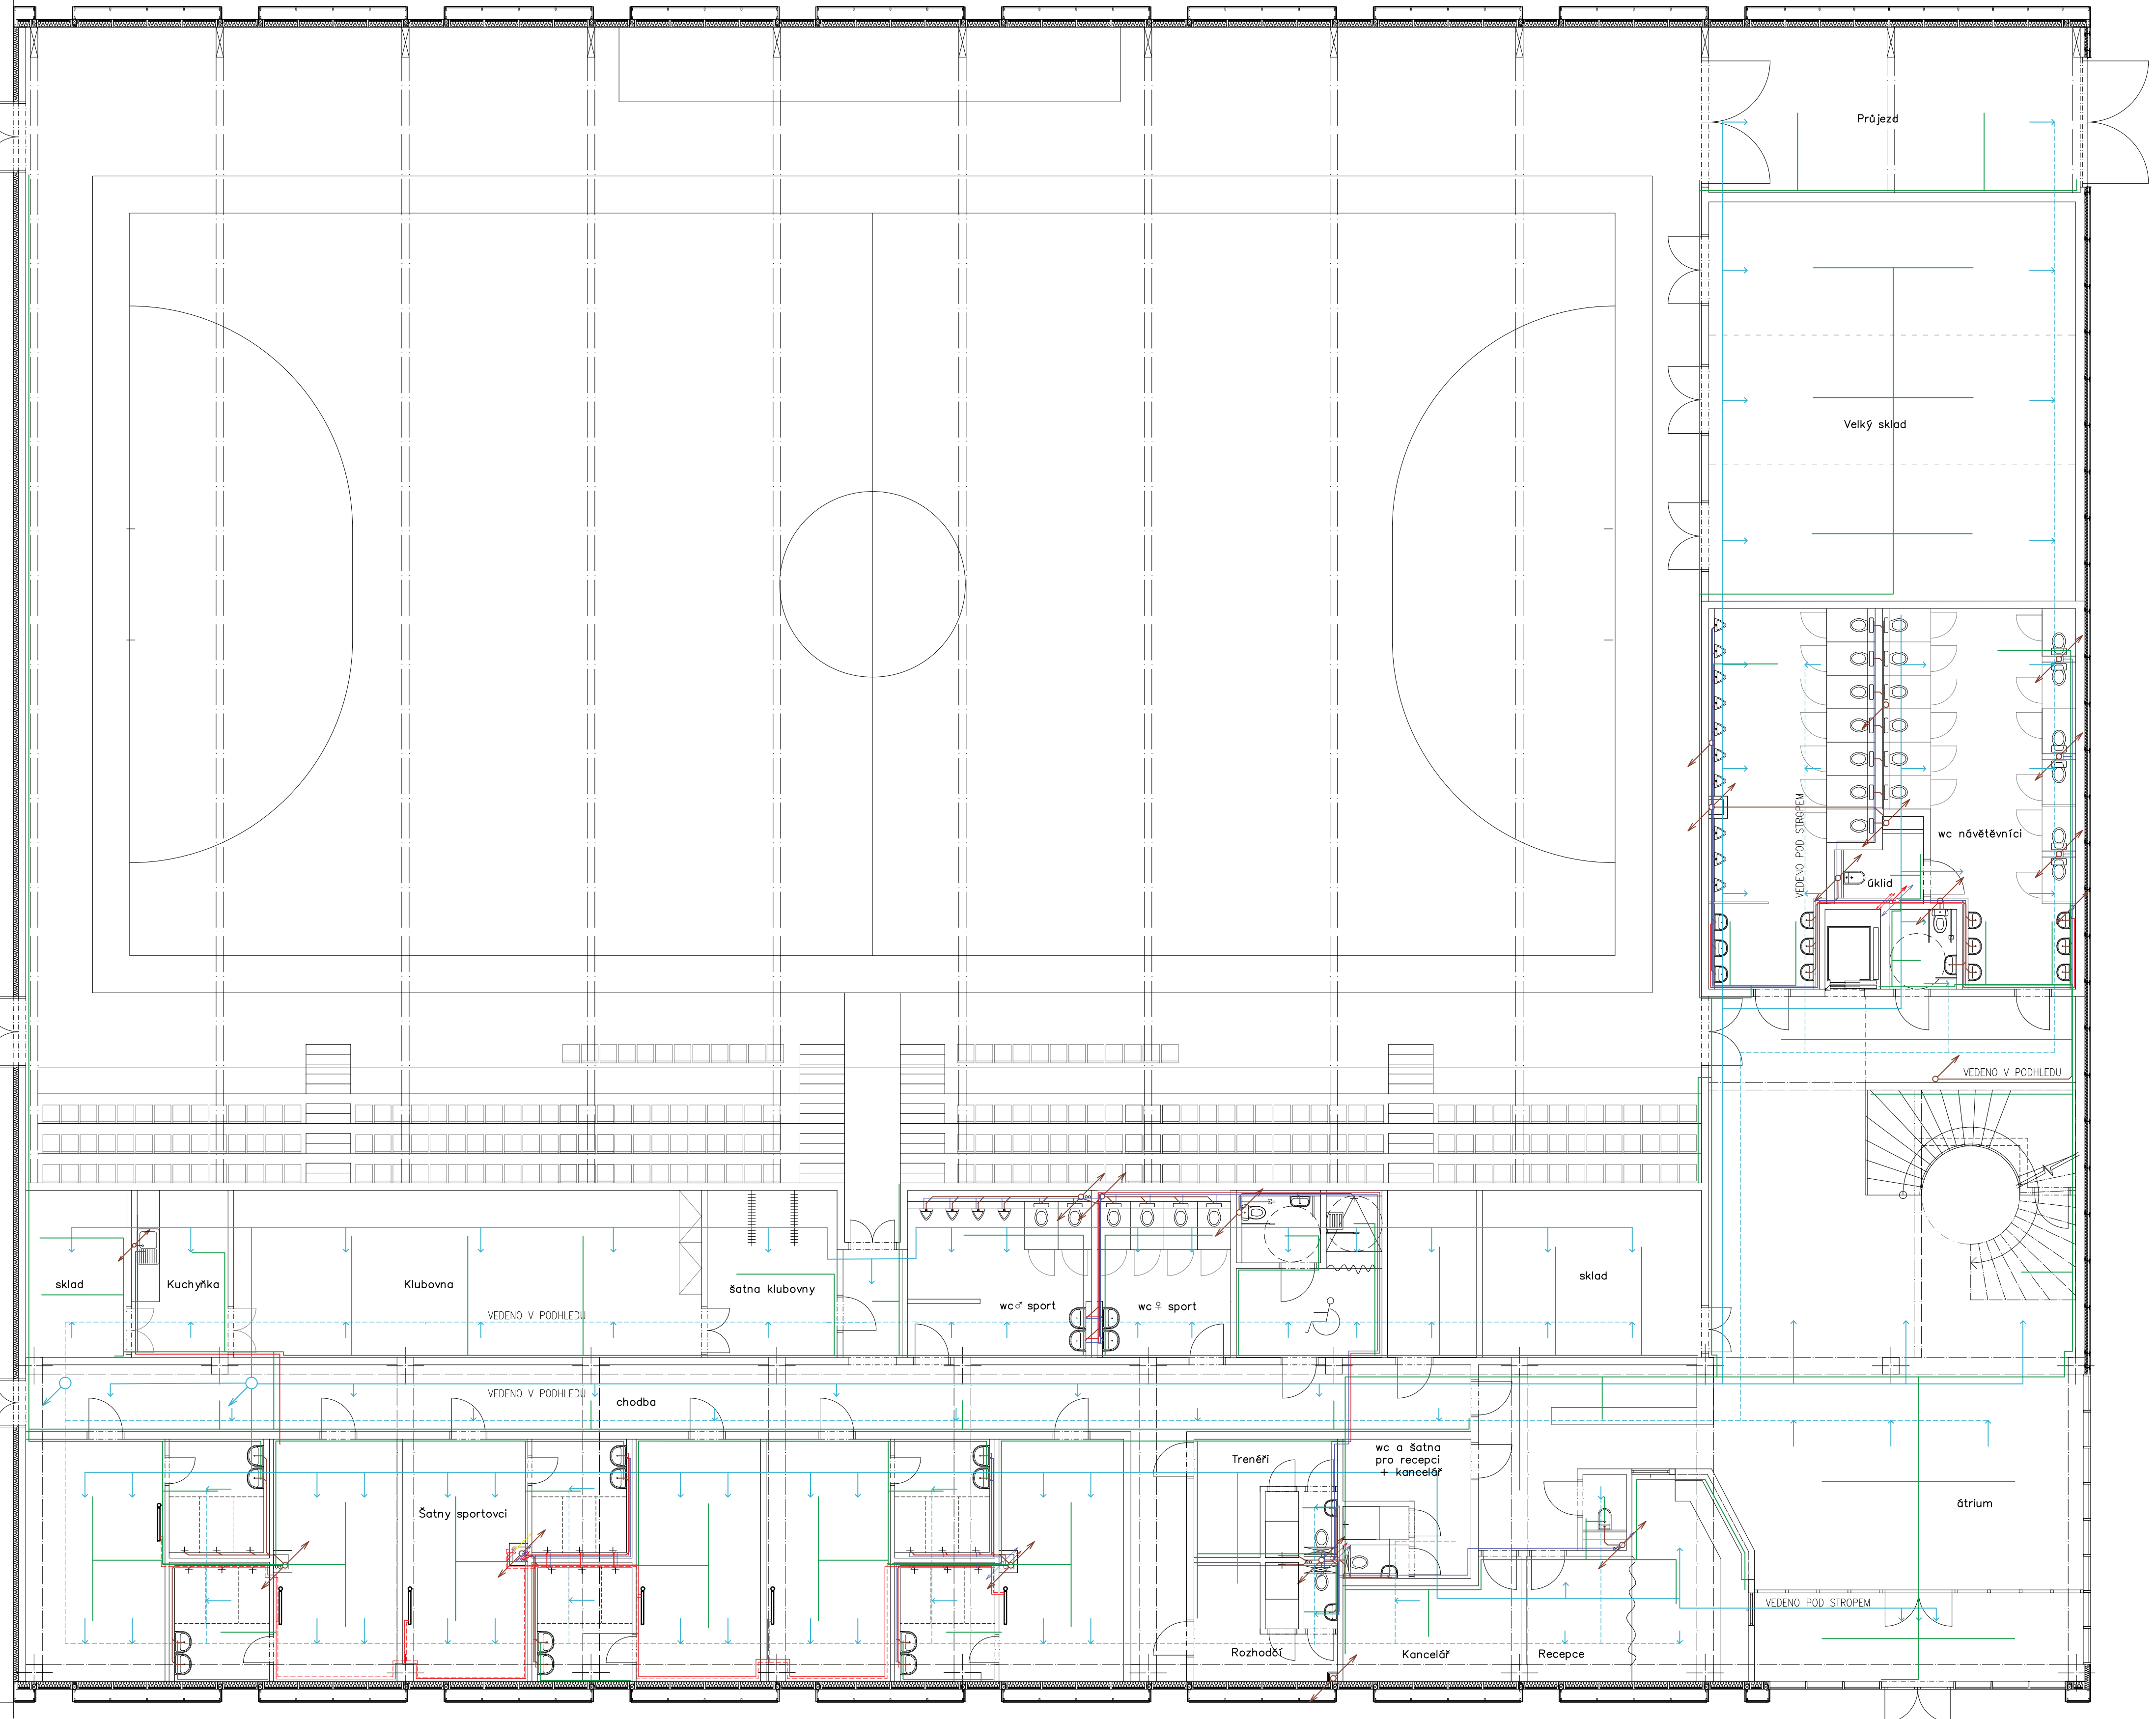 Průjezd
Velký sklad
VEDENO POD STROPEM
wc návětěvníci
úklid
VEDENO V PODHLEDU
sklad
Kuchyňka
Klubovna
šatna klubovny
wc♂ sport
wc♀ sport
sklad
VEDENO V PODHLEDU
VEDENO V PODHLEDU
chodba
Šatny sportovci
Trenéři
wc a šatna
pro recepci
+ kancelář
átrium
VEDENO POD STROPEM
Rozhodčí
Kancelář
Recepce